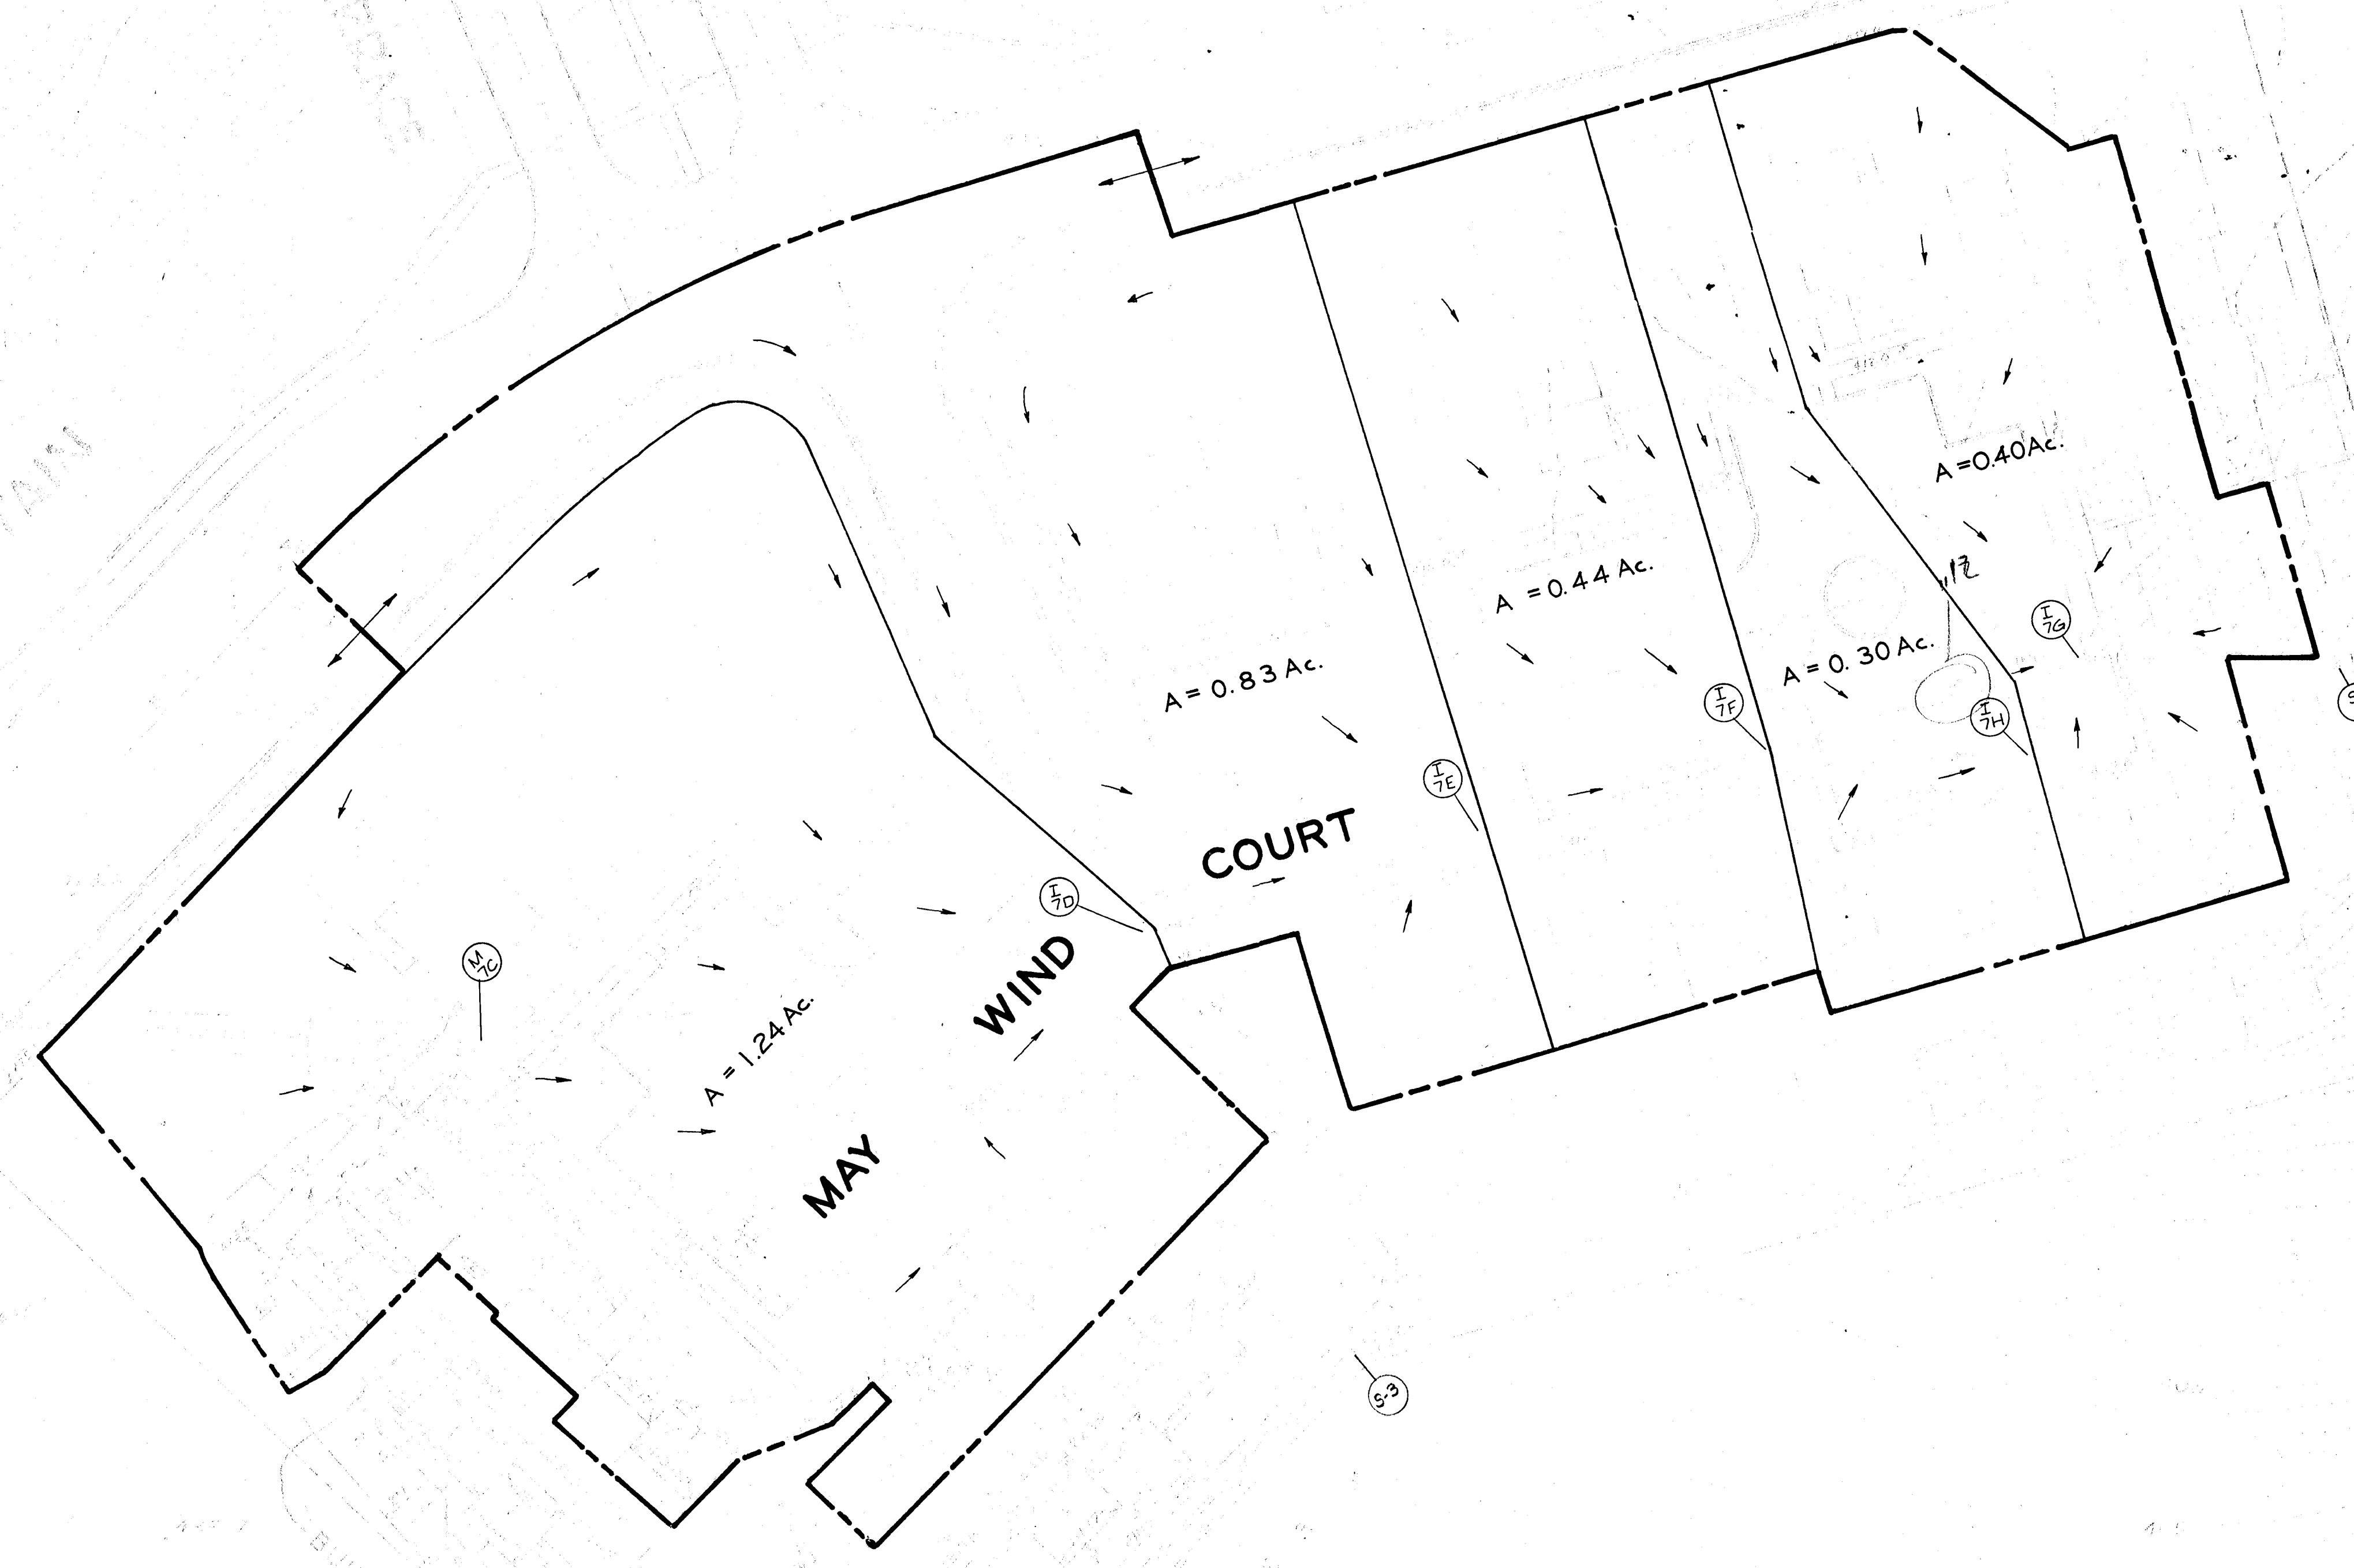 A = 0.40 Ac.
.12
A = 0.44 Ac.
I 7G
A = 0.30 Ac.
A = 0.83 Ac.
I 7F
I 7H
I 7E
COURT
I 7D
WIND
M 7C
A = 1.24 Ac.
MAY
S-3